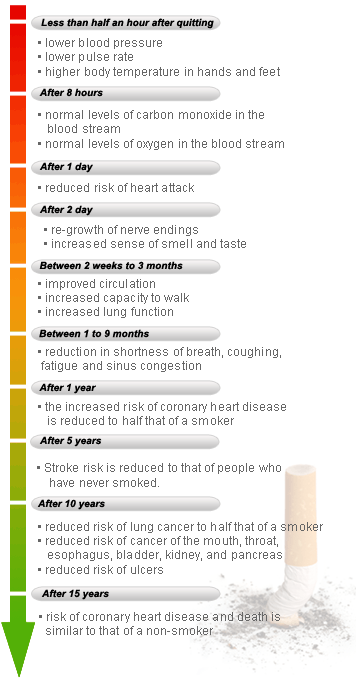 Less than half an hour after quitting
• lower blood pressure
• lower pulse rate
• higher body temperature in hands and feet
After 8 hours
• normal levels of carbon monoxide in the
blood stream
• normal levels of oxygen in the blood stream
After 1 day
• reduced risk of heart attack
After 2 day
• re-growth of nerve endings
• increased sense of smell and taste
Between 2 weeks to 3 months
• improved circulation
• increased capacity to walk
• increased lung function
Between 1 to 9 months
• reduction in shortness of breath, coughing,
fatigue and sinus congestion
After 1 year
• the increased risk of coronary heart disease
is reduced to half that of a smoker
After 5 years
• Stroke risk is reduced to that of people who
have never smoked.
After 10 years
• reduced risk of lung cancer to half that of a smoker
• reduced risk of cancer of the mouth, throat,
esophagus, bladder, kidney, and pancreas
• reduced risk of ulcers
After 15 years
• risk of coronary heart disease and death is
similar to that of a non-smoker